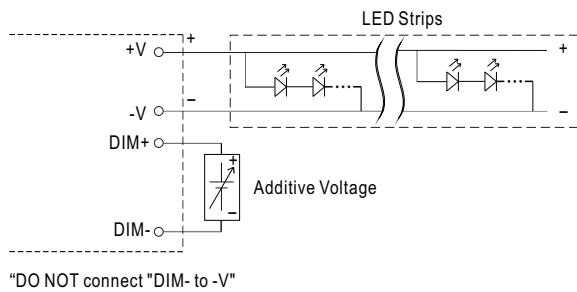 LED Strips
+V
+
+
-V
−
−
DIM+
+
Additive Voltage
−
DIM-
“DO NOT connect "DIM- to -V"